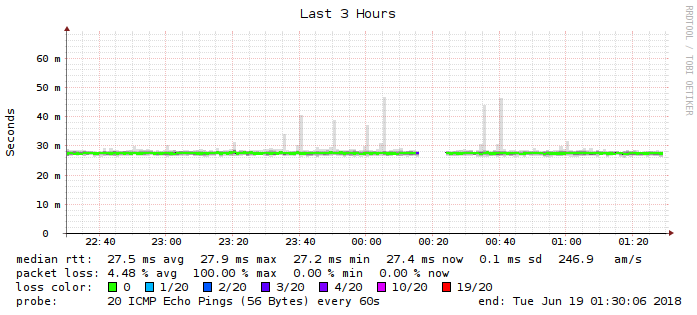 Last 3 Hours
RRDTOOL / TOBI OETIKER
Seconds
60 m
50 m
40 m
30 m
20 m
10 m
0
22:40 23:00 23:20 23:40 00:00 00:20 00:40 01:00 01:20
median rtt: 27.5 ms avg 27.9 ms max 27.2 ms min 27.4 ms now 0.1 ms sd 246.9 am/s
packet loss: 4.48 % avg 100.00 % max 0.00 % min 0.00 % now
loss color: 0 1/20 2/20 3/20 4/20 10/20 19/20
probe: 20 ICMP Echo Pings (56 Bytes) every 60s end: Tue Jun 19 01:30:06 2018